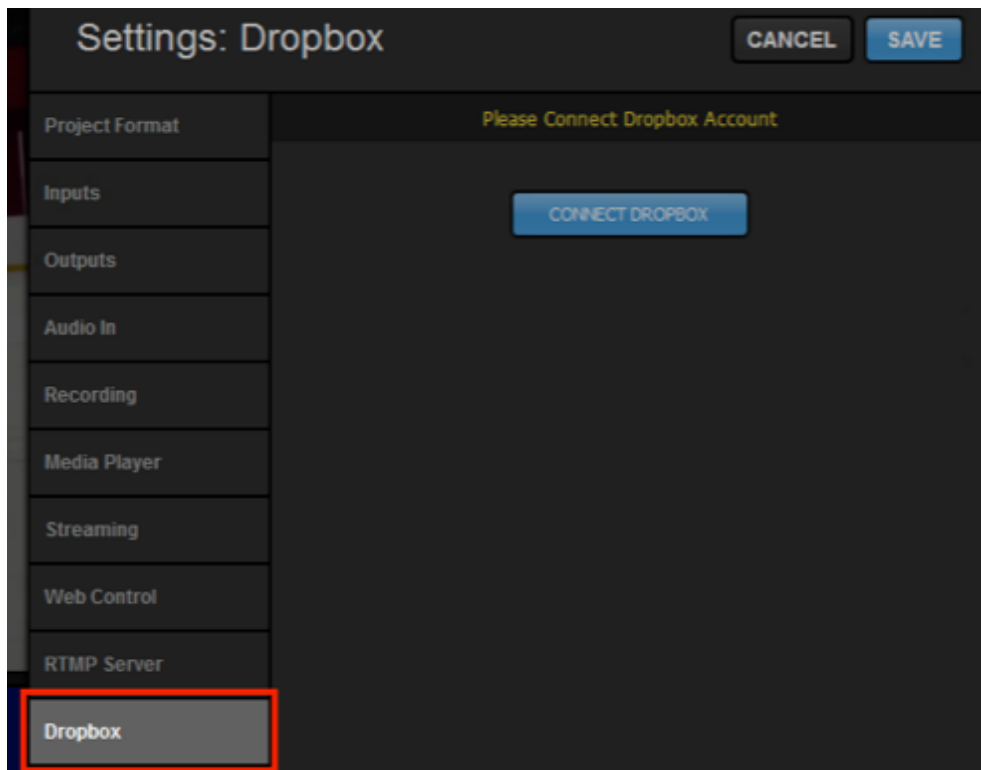 Settings: Dropbox
CANCEL
SAVE
Project Format
Please Connect Dropbox Account
Inputs
CONNECT DROPBOX
Outputs
Audio In
Recording
Media Player
Streaming
Web Control
RTMP Server
Dropbox